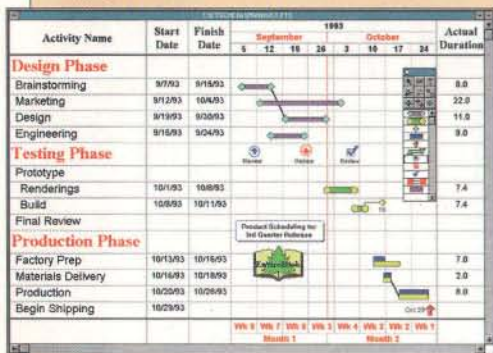 1993
Activity Name Start Date Finish Date September October Actual Duration
5 12 19 26 3 10 17 24
Design Phase
Brainstorming 9/7/93 9/15/93 8.0
Marketing 9/12/93 10/4/93 22.0
Design 9/19/93 9/30/93 11.0
Engineering 9/15/93 9/24/93 9.0
Testing Phase
Review Review Review
Prototype
Renderings 10/1/93 10/8/93 7.4
Build 10/8/93 10/11/93 7.4
Final Review
Product Scheduling for
3rd Quarter Release
Production Phase
Factory Prep 10/13/93 10/16/93 7.0
Materials Delivery 10/16/93 10/18/93 2.0
Production 10/20/93 10/28/93 8.0
Begin Shipping 10/29/93 Oct 29
Wk 8 Wk 7 Wk 6 Wk 5 Wk 4 Wk 3 Wk 2 Wk 1
Month 1 Month 2